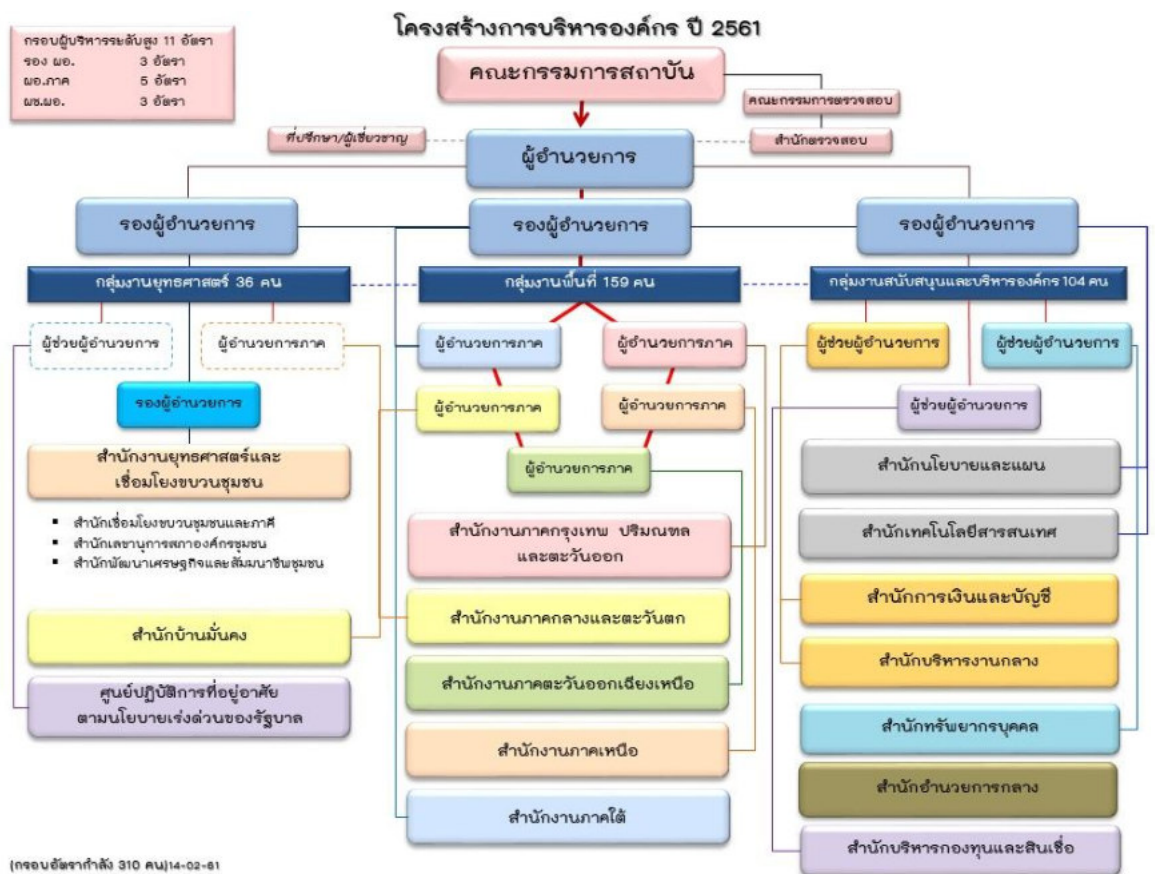 โครงสร้างการบริหารองค์กร ปี 2561
กรอบผู้บริหารระดับสูง 11 อัตรา
รอง ผอ. 3 อัตรา
ผอ.ภาค 5 อัตรา
ผช.ผอ. 3 อัตรา
คณะกรรมการสถาบัน
คณะกรรมการตรวจสอบ
ที่ปรึกษา/ผู้เชี่ยวชาญ
ผู้อำนวยการ
สำนักตรวจสอบ
รองผู้อำนวยการ
รองผู้อำนวยการ
รองผู้อำนวยการ
กลุ่มงานยุทธศาสตร์ 36 คน
กลุ่มงานพื้นที่ 159 คน
กลุ่มงานสนับสนุนและบริหารองค์กร 104 คน
ผู้ช่วยผู้อำนวยการ
ผู้อำนวยการภาค
รองผู้อำนวยการ
สำนักงานยุทธศาสตร์และ
เชื่อมโยงขบวนชุมชน
▪ สำนักเชื่อมโยงขบวนชุมชนและภาคี
▪ สำนักเลขานุการสภาองค์กรชุมชน
▪ สำนักพัฒนาเศรษฐกิจและสัมมนาชีพชุมชน
สำนักบ้านมั่นคง
ศูนย์ปฏิบัติการที่อยู่อาศัย
ตามนโยบายเร่งด่วนของรัฐบาล
ผู้อำนวยการภาค
ผู้อำนวยการภาค
ผู้อำนวยการภาค
ผู้อำนวยการภาค
ผู้อำนวยการภาค
สำนักงานภาคกรุงเทพ ปริมณฑล
และตะวันออก
สำนักงานภาคกลางและตะวันตก
สำนักงานภาคตะวันออกเฉียงเหนือ
สำนักงานภาคเหนือ
สำนักงานภาคใต้
ผู้ช่วยผู้อำนวยการ
ผู้ช่วยผู้อำนวยการ
ผู้ช่วยผู้อำนวยการ
สำนักนโยบายและแผน
สำนักเทคโนโลยีสารสนเทศ
สำนักการเงินและบัญชี
สำนักบริหารงานกลาง
สำนักทรัพยากรบุคคล
สำนักอำนวยการกลาง
สำนักบริหารกองทุนและสินเชื่อ
(กรอบอัตรากำลัง 310 คน)14-02-61